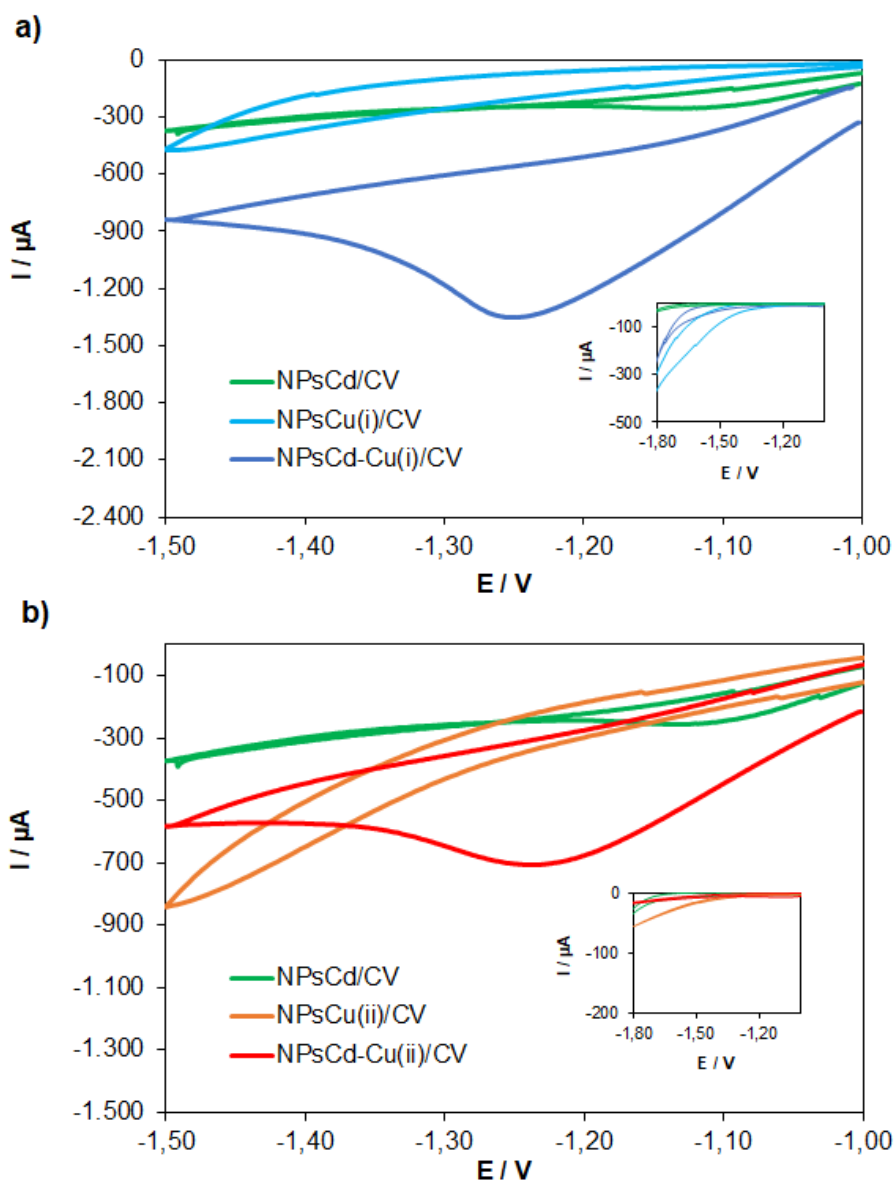 a)
0
-300
-600
-900
-1.200
-1.500
-1.800
-2.100
-2.400
I / µA
NPsCd/CV
NPsCu(i)/CV
NPsCd-Cu(i)/CV
-100
-300
-500
I / µA
-1,80 -1,50 -1,20
E / V
-1,50 -1,40 -1,30 -1,20 -1,10 -1,00
E / V
b)
-100
-300
-500
-700
-900
-1.100
-1.300
-1.500
I / µA
NPsCd/CV
NPsCu(ii)/CV
NPsCd-Cu(ii)/CV
0
-100
-200
I / µA
-1,80 -1,50 -1,20
E / V
-1,50 -1,40 -1,30 -1,20 -1,10 -1,00
E / V